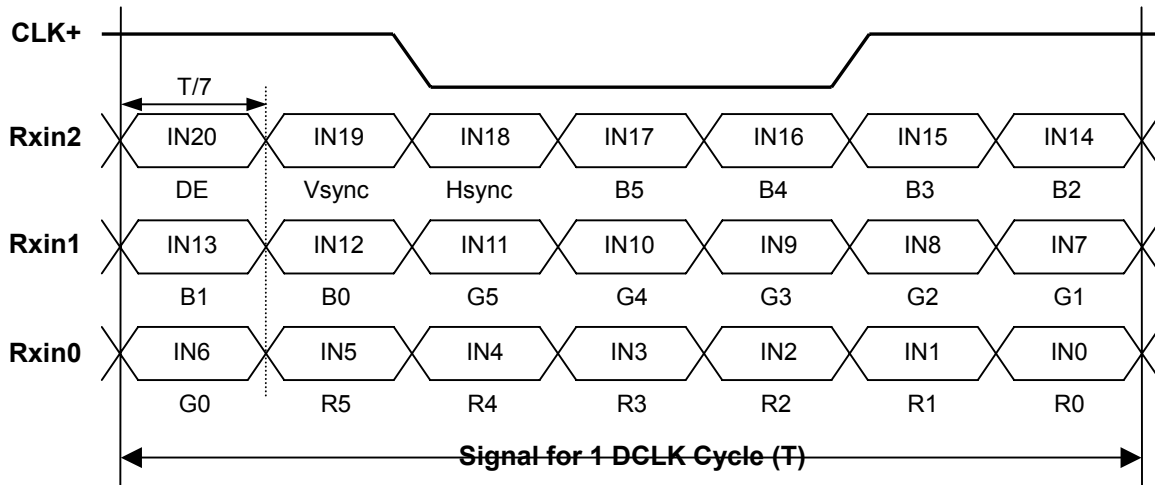 CLK+
T/7
Rxin2 IN20 IN19 IN18 IN17 IN16 IN15 IN14
DE Vsync Hsync B5 B4 B3 B2
Rxin1 IN13 IN12 IN11 IN10 IN9 IN8 IN7
B1 B0 G5 G4 G3 G2 G1
Rxin0 IN6 IN5 IN4 IN3 IN2 IN1 IN0
G0 R5 R4 R3 R2 R1 R0
Signal for 1 DCLK Cycle (T)